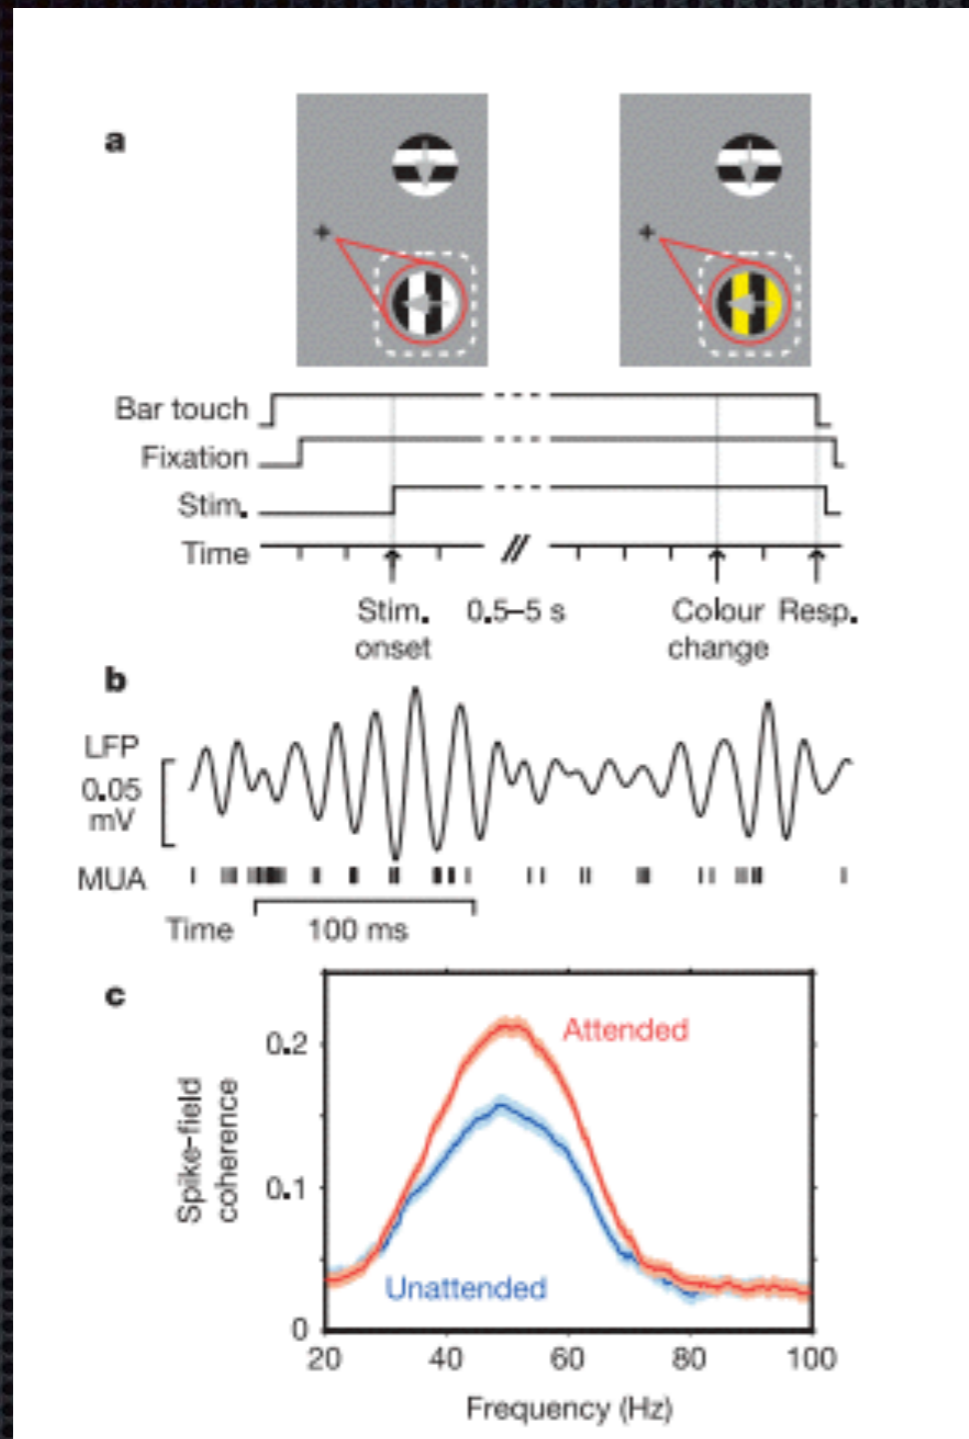 a
Bar touch
Fixation
Stim.
Time
Stim. onset
0.5–5 s
Colour change
Resp.
b
LFP
0.05
mV
MUA
Time
100 ms
c
Spike–field
coherence
0.2
0.1
0
Attended
Unattended
20 40 60 80 100
Frequency (Hz)